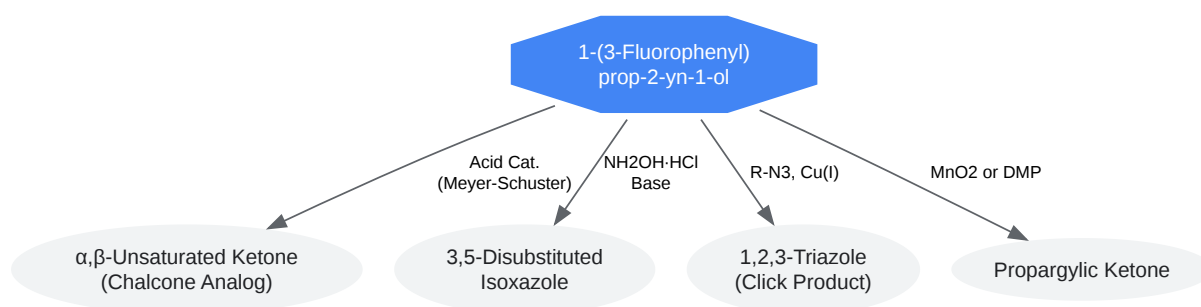 1-(3-Fluorophenyl)
prop-2-yn-1-ol
Acid Cat.
(Meyer-Schuster)
NH2OH·HCl
Base
R-N3, Cu(I)
MnO2 or DMP
α,β-Unsaturated Ketone
(Chalcone Analog)
3,5-Disubstituted
Isoxazole
1,2,3-Triazole
(Click Product)
Propargylic Ketone